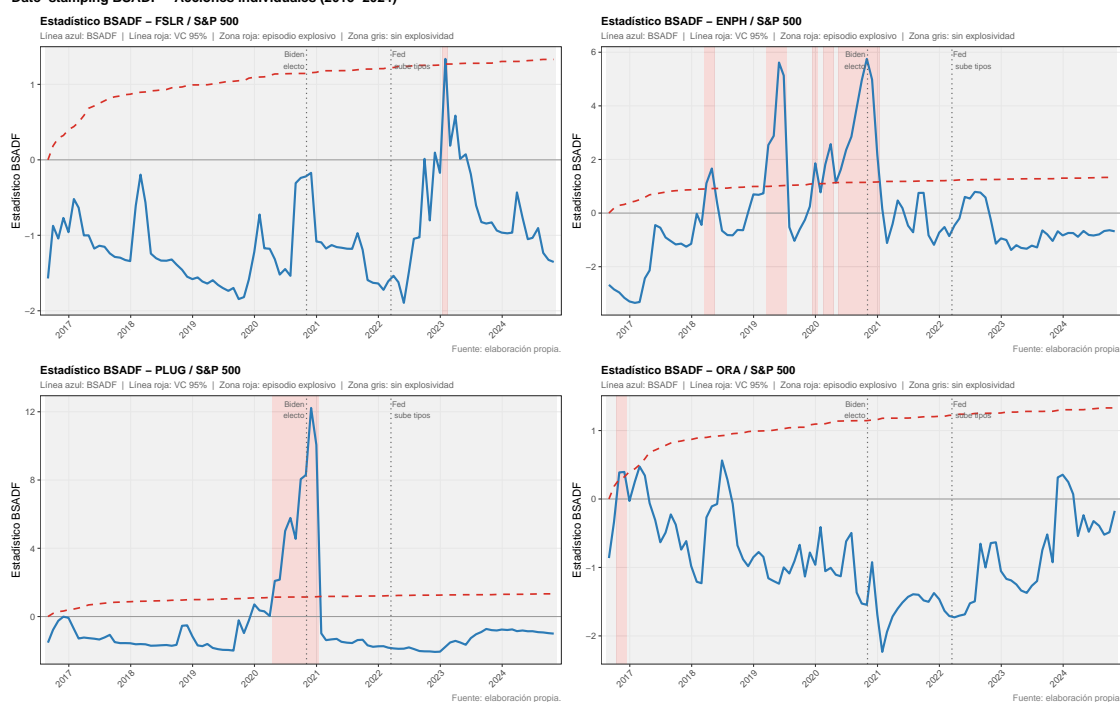 Estadístico BSADF – FSLR / S&P 500
Línea azul: BSADF | Línea roja: VC 95% | Zona roja: episodio explosivo | Zona gris: sin explosividad
Estadístico BSADF
1
0
−1
−2
Biden
electo
Fed
sube tipos
2017
2018
2019
2020
2021
2022
2023
2024
Fuente: elaboración propia.
Estadístico BSADF – ENPH / S&P 500
Línea azul: BSADF | Línea roja: VC 95% | Zona roja: episodio explosivo | Zona gris: sin explosividad
Estadístico BSADF
6
4
2
0
−2
Biden
electo
Fed
sube tipos
2017
2018
2019
2020
2021
2022
2023
2024
Fuente: elaboración propia.
Estadístico BSADF – PLUG / S&P 500
Línea azul: BSADF | Línea roja: VC 95% | Zona roja: episodio explosivo | Zona gris: sin explosividad
Estadístico BSADF
12
8
4
0
Biden
electo
Fed
sube tipos
2017
2018
2019
2020
2021
2022
2023
2024
Fuente: elaboración propia.
Estadístico BSADF – ORA / S&P 500
Línea azul: BSADF | Línea roja: VC 95% | Zona roja: episodio explosivo | Zona gris: sin explosividad
Estadístico BSADF
1
0
−1
−2
Biden
electo
Fed
sube tipos
2017
2018
2019
2020
2021
2022
2023
2024
Fuente: elaboración propia.